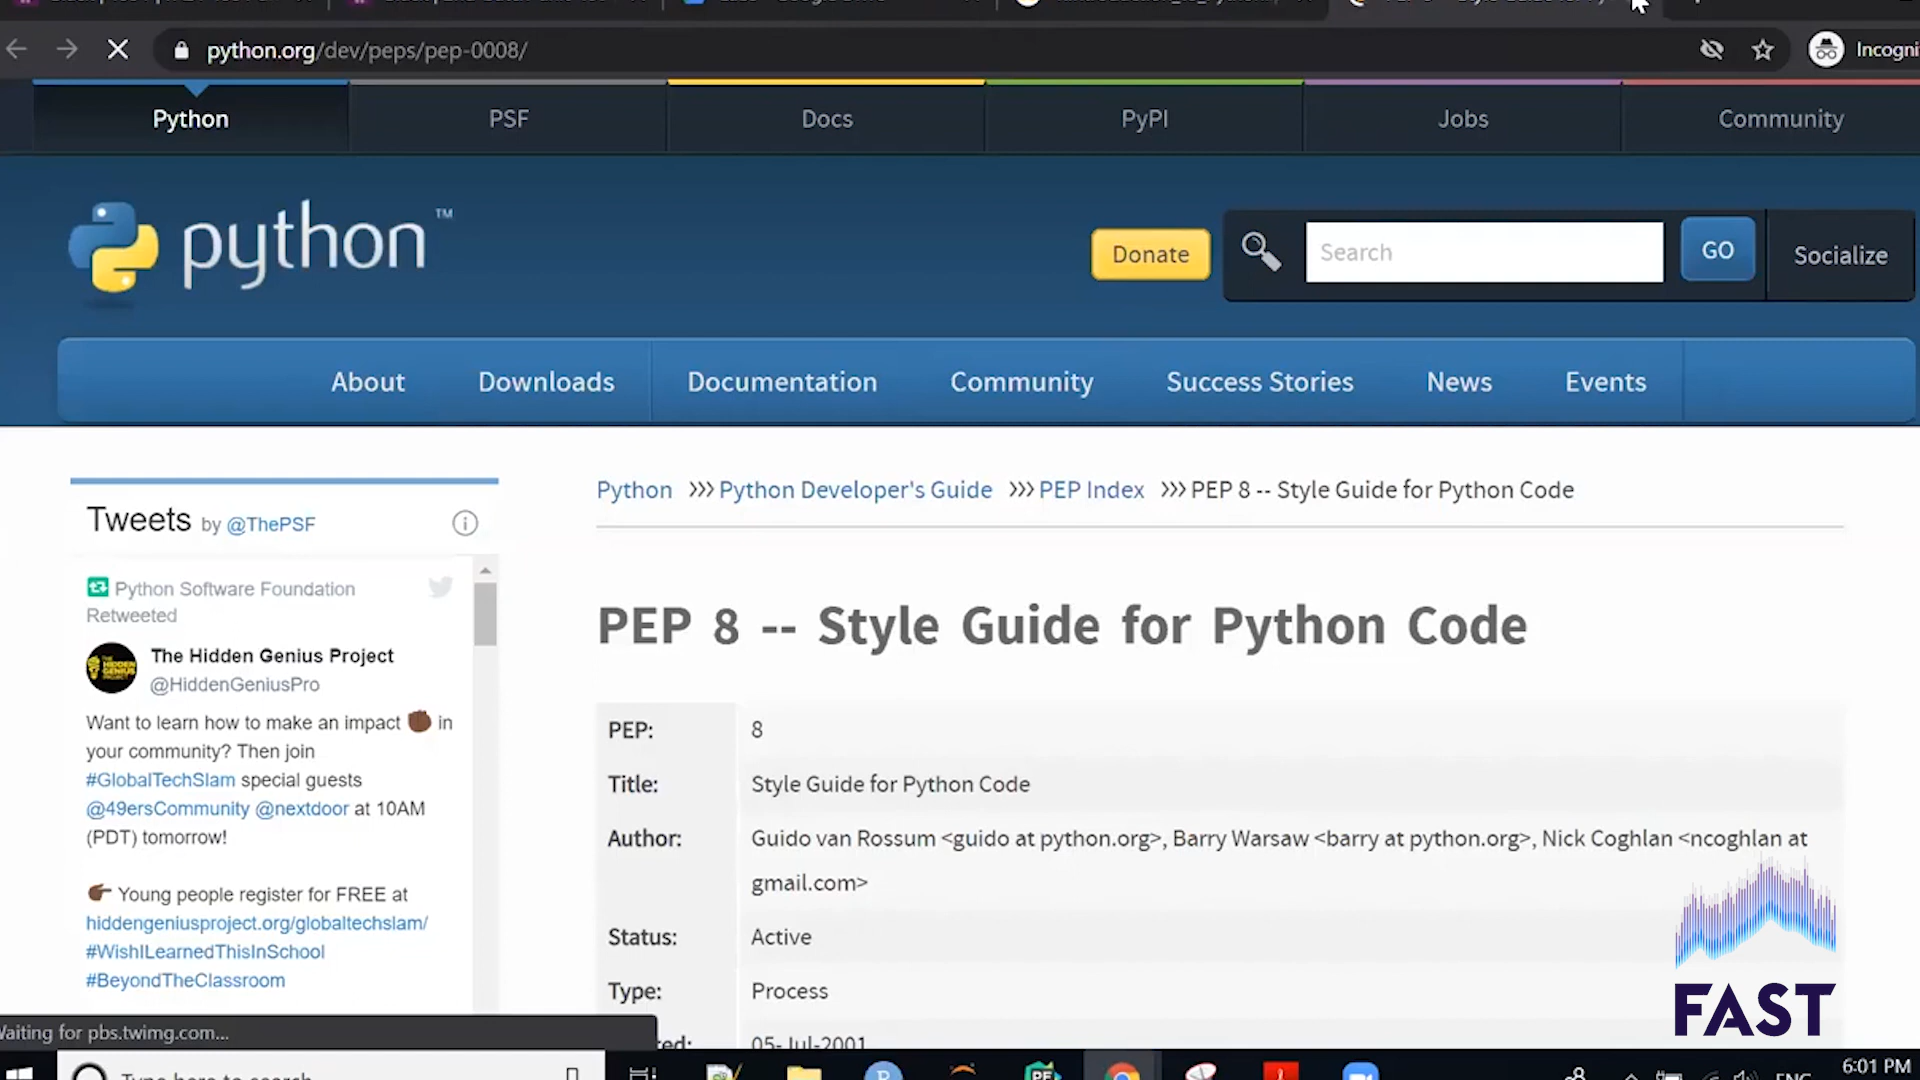 python.org/dev/peps/pep-0008/
Incogni
Python
PSF
Docs
PyPI
Jobs
Community
python™
Donate
Search
GO
Socialize
About
Downloads
Documentation
Community
Success Stories
News
Events
Tweets by @ThePSF
Python >>> Python Developer's Guide >>> PEP Index >>> PEP 8 -- Style Guide for Python Code
Python Software Foundation
Retweeted
The Hidden Genius Project
@HiddenGeniusPro
Want to learn how to make an impact ✊🏿 in
your community? Then join
#GlobalTechSlam special guests
@49ersCommunity @nextdoor at 10AM
(PDT) tomorrow!
Young people register for FREE at
hiddengeniusproject.org/globaltechslam/
#WishILearnedThisInSchool
#BeyondTheClassroom
PEP 8 -- Style Guide for Python Code
PEP: 8
Title: Style Guide for Python Code
Author: Guido van Rossum <guido at python.org>, Barry Warsaw <barry at python.org>, Nick Coghlan <ncoghlan at
gmail.com>
Status: Active
Type: Process
ed: 05-Jul-2001
FAST
Waiting for pbs.twimg.com...
Type here to search
6:01 PM